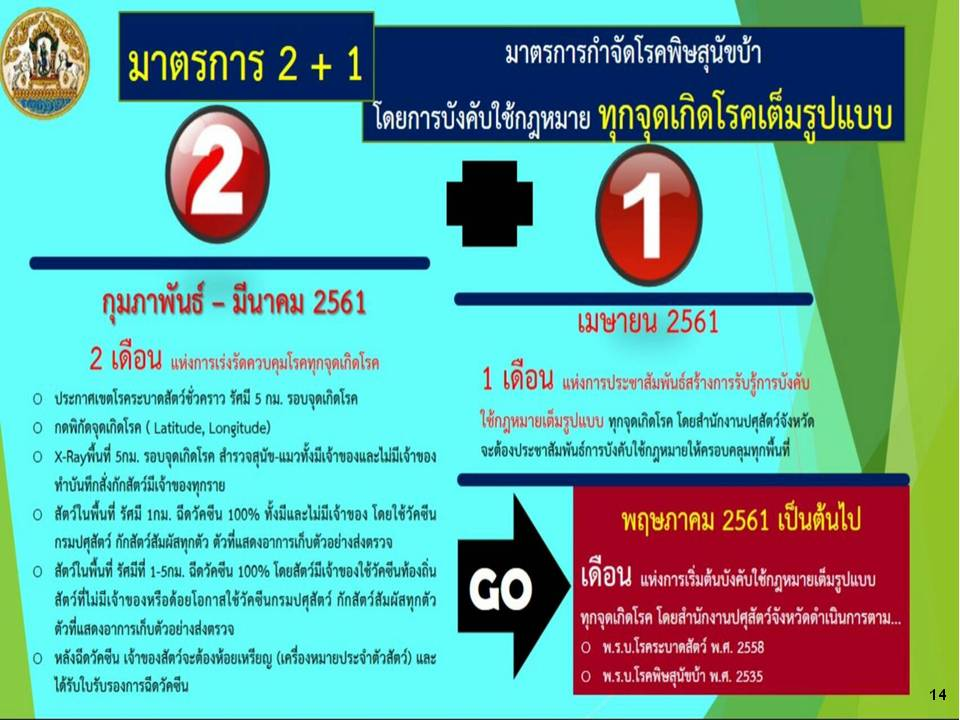 มาตรการ 2 + 1
มาตรการกำจัดโรคพิษสุนัขบ้า
โดยการบังคับใช้กฎหมาย ทุกจุดเกิดโรคเต็มรูปแบบ
2
กุมภาพันธ์ – มีนาคม 2561
2 เดือน แห่งการเร่งรัดควบคุมโรคทุกจุดเกิดโรค
O ประกาศเขตโรคระบาดสัตว์ชั่วคราว รัศมี 5 กม. รอบจุดเกิดโรค
O กดพิกัดจุดเกิดโรค ( Latitude, Longitude)
O X-Rayพื้นที่ 5กม. รอบจุดเกิดโรค สำรวจสุนัข-แมวทั้งมีเจ้าของและไม่มีเจ้าของ
ทำบันทึกสั่งกักสัตว์มีเจ้าของทุกราย
O สัตว์ในพื้นที่ รัศมี 1กม. ฉีดวัคซีน 100% ทั้งมีและไม่มีเจ้าของ โดยใช้วัคซีน
กรมปศุสัตว์ กักสัตว์สัมผัสทุกตัว ตัวที่แสดงอาการเก็บตัวอย่างส่งตรวจ
O สัตว์ในพื้นที่ รัศมีที่ 1-5กม. ฉีดวัคซีน 100% โดยสัตว์มีเจ้าของใช้วัคซีนท้องถิ่น
สัตว์ที่ไม่มีเจ้าของหรือด้อยโอกาสใช้วัคซีนกรมปศุสัตว์ กักสัตว์สัมผัสทุกตัว
ตัวที่แสดงอาการเก็บตัวอย่างส่งตรวจ
O หลังฉีดวัคซีน เจ้าของสัตว์จะต้องห้อยเหรียญ (เครื่องหมายประจำตัวสัตว์) และ
ได้รับใบรับรองการฉีดวัคซีน
1
เมษายน 2561
1 เดือน แห่งการประชาสัมพันธ์สร้างการรับรู้การบังคับ
ใช้กฎหมายเต็มรูปแบบ ทุกจุดเกิดโรค โดยสำนักงานปศุสัตว์จังหวัด
จะต้องประชาสัมพันธ์การบังคับใช้กฎหมายให้ครอบคลุมทุกพื้นที่
GO
พฤษภาคม 2561 เป็นต้นไป
เดือน แห่งการเริ่มต้นบังคับใช้กฎหมายเต็มรูปแบบ
ทุกจุดเกิดโรค โดยสำนักงานปศุสัตว์จังหวัดดำเนินการตาม...
O พ.ร.บ.โรคระบาดสัตว์ พ.ศ. 2558
O พ.ร.บ.โรคพิษสุนัขบ้า พ.ศ. 2535
14